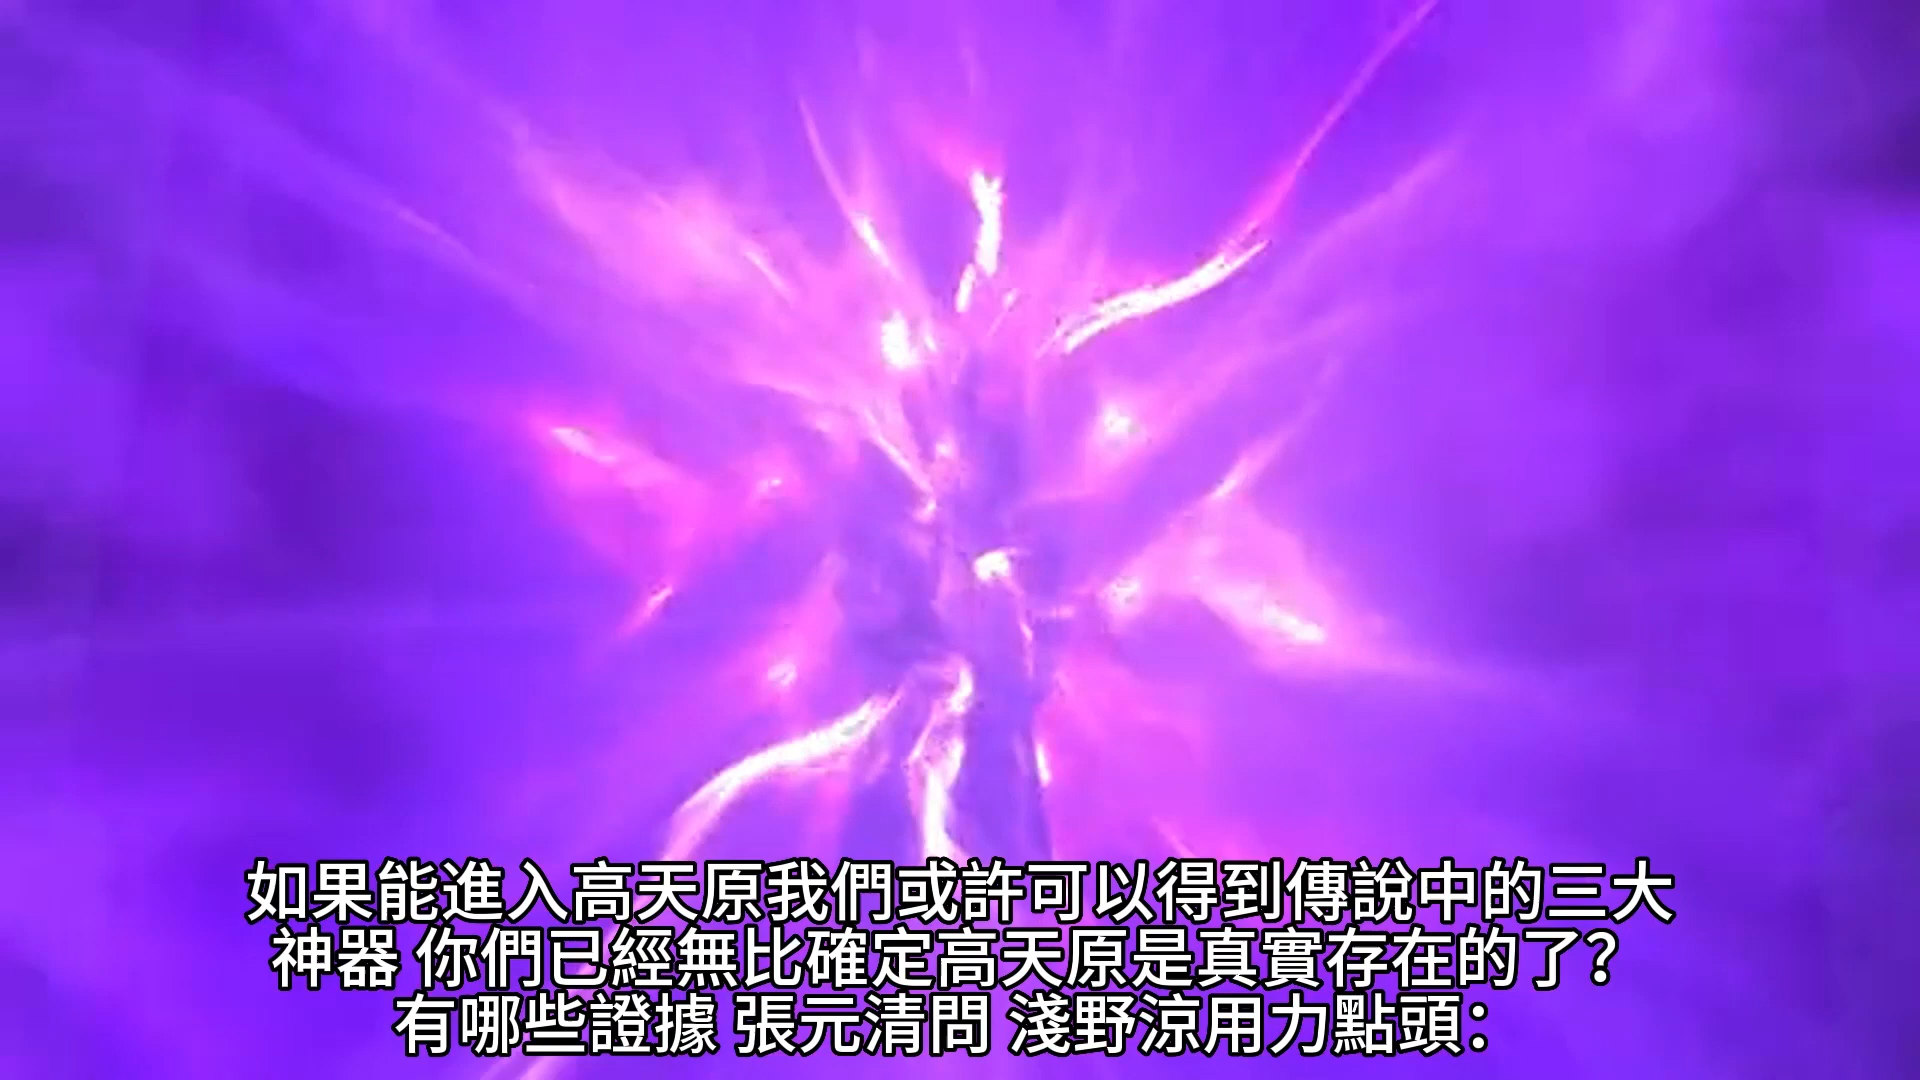 如果能進入高天原我們或許可以得到傳說中的三大
神器 你們已經無比確定高天原是真實存在的了？
有哪些證據 張元清問 淺野涼用力點頭：